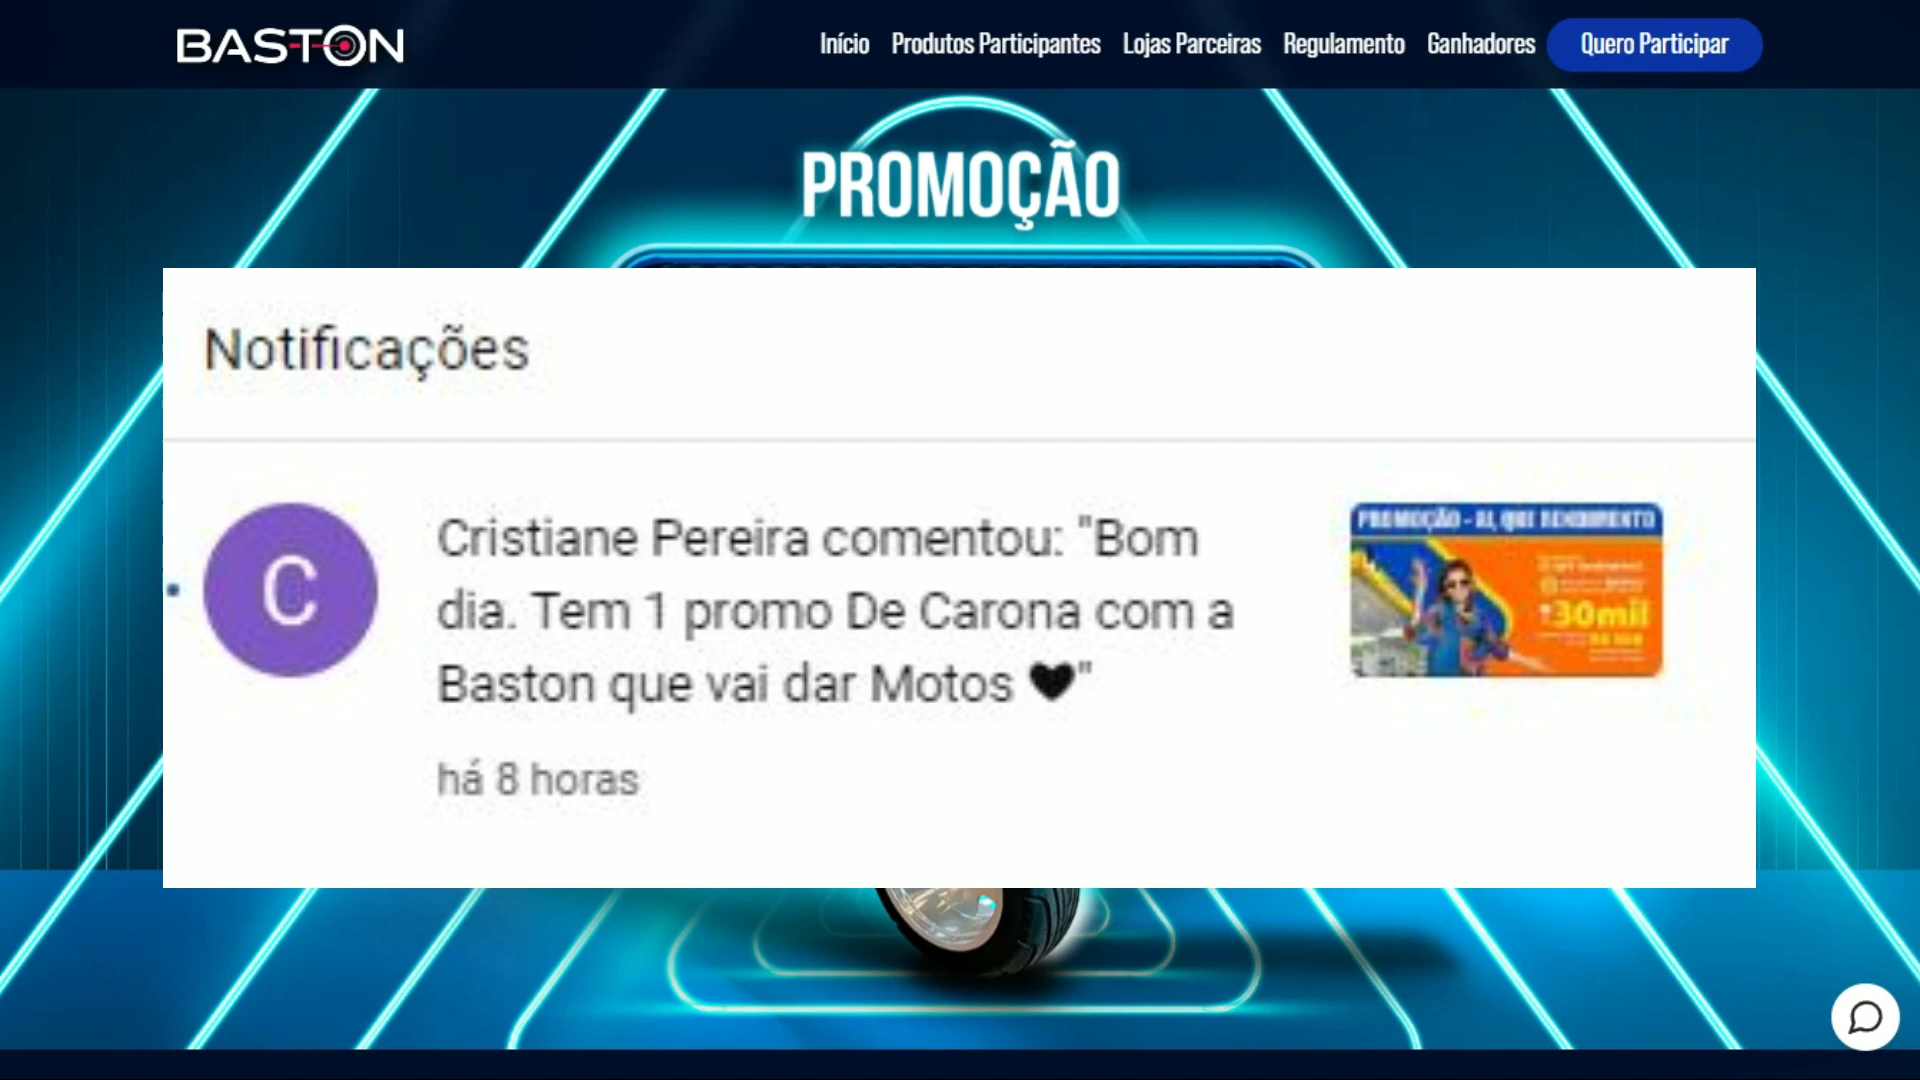 BASTON
Início Produtos Participantes Lojas Parceiras Regulamento Ganhadores Quero Participar
PROMOÇÃO
Notificações
C
Cristiane Pereira comentou: "Bom
dia. Tem 1 promo De Carona com a
Baston que vai dar Motos 🖤"
há 8 horas
PROMOÇÃO - AI, QUE RENDIMENTO
30mil